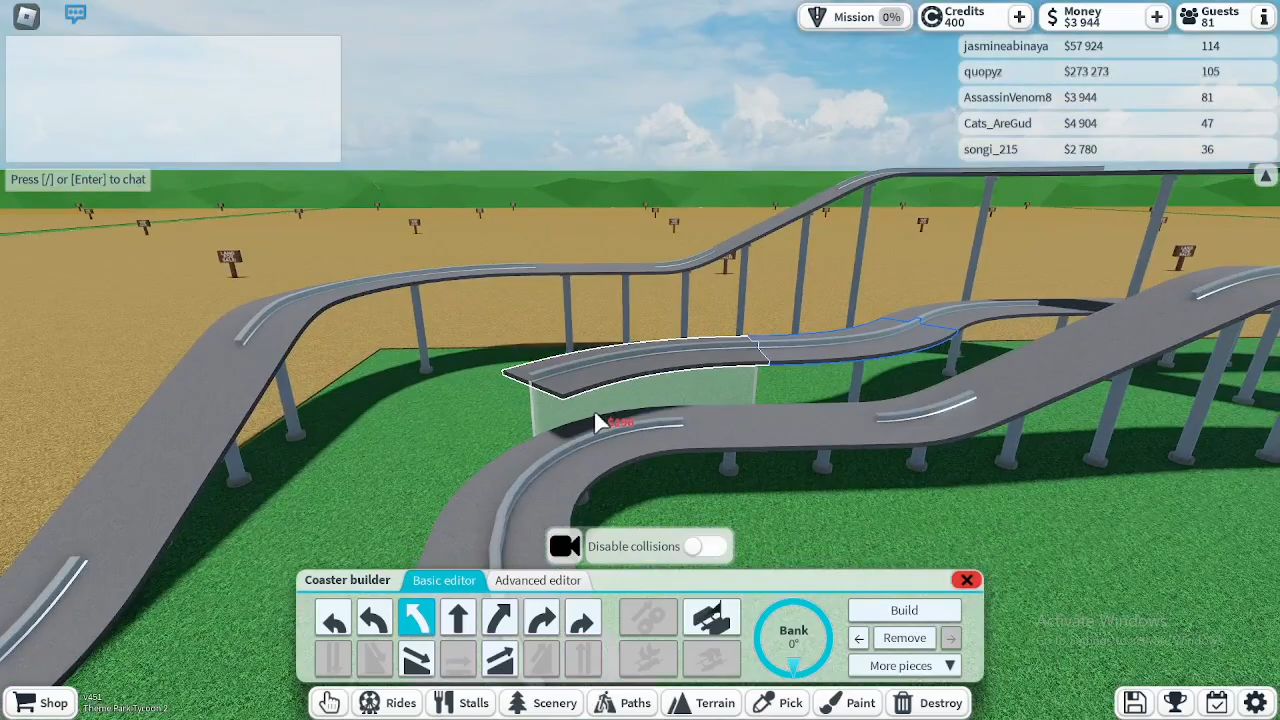 Mission 0%
Credits
400
Money
$3 944
Guests
81
jasmineabinaya $57 924 114
quopyz $273 273 105
AssassinVenom8 $3 944 81
Cats_AreGud $4 904 47
songi_215 $2 780 36
Press [/] or [Enter] to chat
Disable collisions
Coaster builder Basic editor Advanced editor
Bank
0°
Build
Remove
More pieces
Activate Windows
Shop
v451
Theme Park Tycoon 2
Rides Stalls Scenery Paths Terrain Pick Paint Destroy